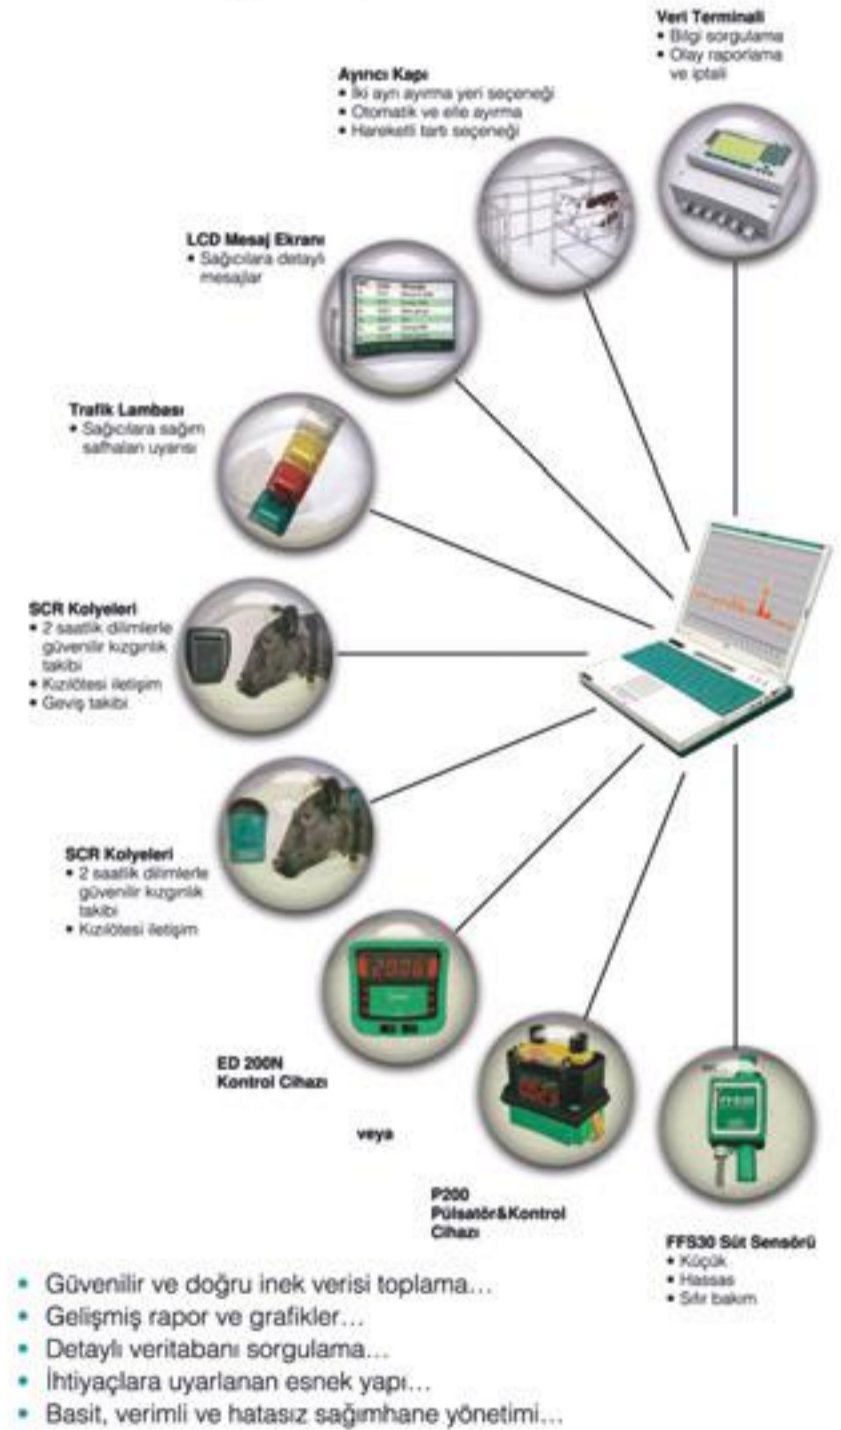 Veri Terminali
• Bilgi sorgulama
• Olay raporlama
ve iptali
Ayırıcı Kapı
• İki ayrı ayırma yeri seçeneği
• Otomatik ve elle ayırma
• Hareketli tartı seçeneği
LCD Mesaj Ekranı
• Sağıcılara detaylı
mesajlar
Trafik Lambası
• Sağıcılara sağım
safhaları uyarısı
SCR Kolyeleri
• 2 saatlik dilimlerle
güvenilir kızgınlık
takibi
• Kızılötesi iletişim
• Geviş takibi
SCR Kolyeleri
• 2 saatlik dilimlerle
güvenilir kızgınlık
takibi
• Kızılötesi iletişim
ED 200N
Kontrol Cihazı
veya
P200
Pülsatör&Kontrol
Cihazı
FFS30 Süt Sensörü
• Küçük
• Hassas
• Sıfır bakım
• Güvenilir ve doğru inek verisi toplama...
• Gelişmiş rapor ve grafikler...
• Detaylı veritabanı sorgulama...
• İhtiyaçlara uyarlanan esnek yapı...
• Basit, verimli ve hatasız sağımhane yönetimi...